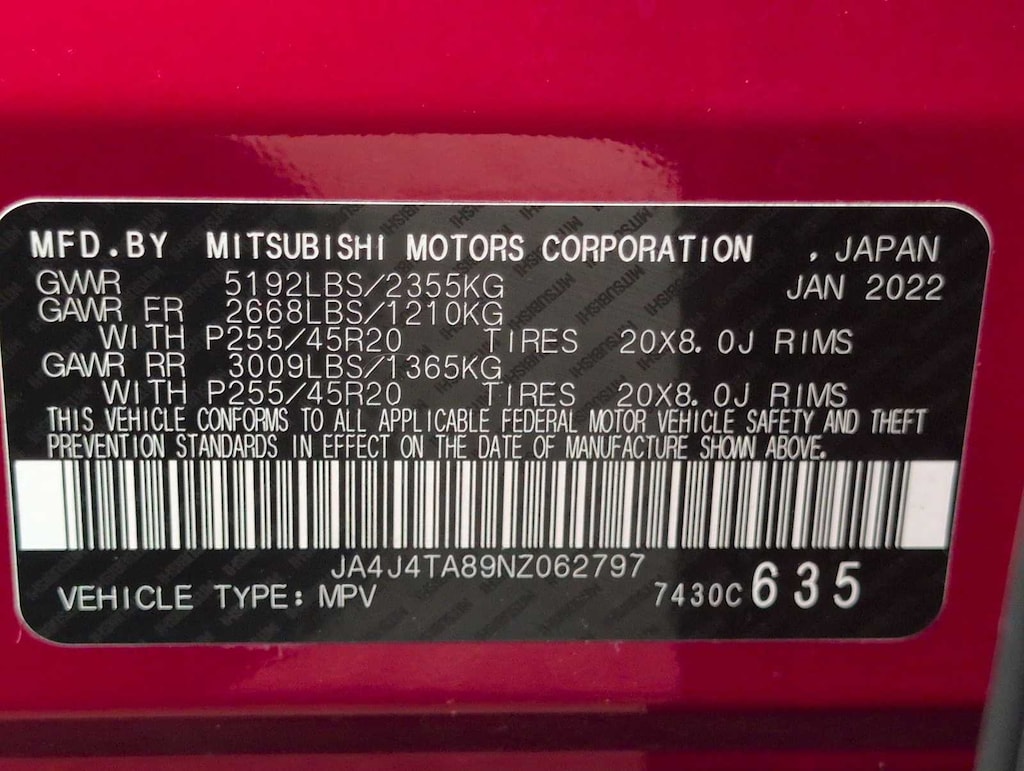 MFD.BY MITSUBISHI MOTORS CORPORATION , JAPAN
GVWR 5192LBS/2355KG JAN 2022
GAWR FR 2668LBS/1210KG
WITH P255/45R20 TIRES 20X8.0J RIMS
GAWR RR 3009LBS/1365KG
WITH P255/45R20 TIRES 20X8.0J RIMS
THIS VEHICLE CONFORMS TO ALL APPLICABLE FEDERAL MOTOR VEHICLE SAFETY AND THEFT
PREVENTION STANDARDS IN EFFECT ON THE DATE OF MANUFACTURE SHOWN ABOVE.
JA4J4TA89NZ062797
VEHICLE TYPE: MPV 7430C 635